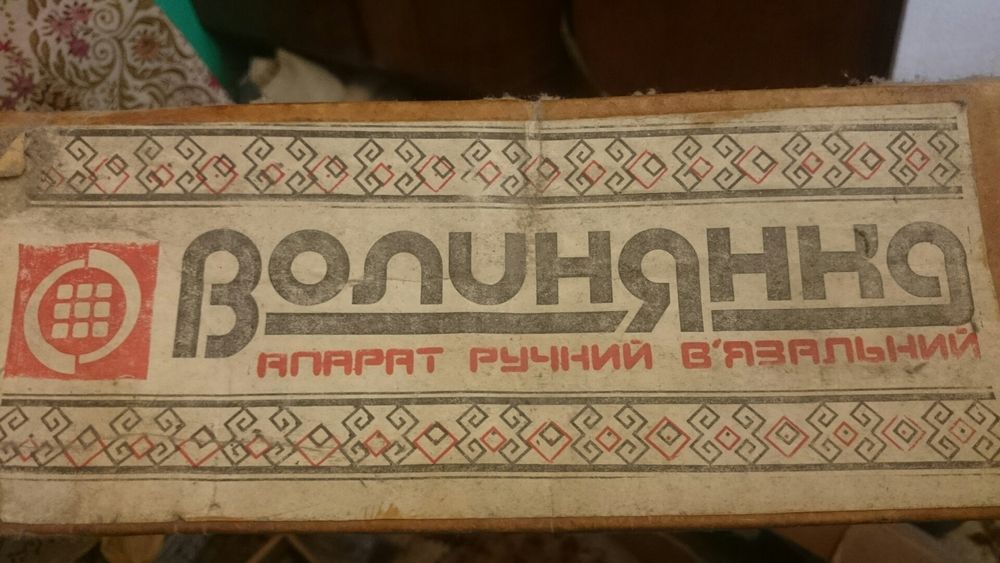 Волинянка
АПАРАТ РУЧНИЙ В'ЯЗАЛЬНИЙ